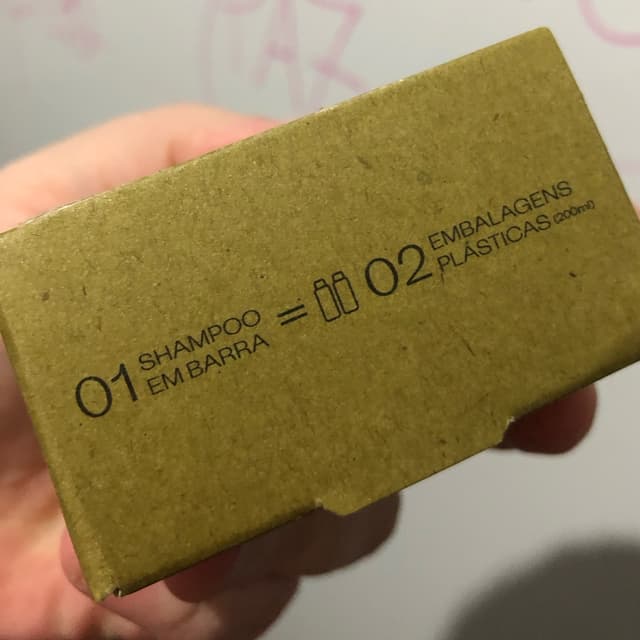 01 SHAMPOO
EM BARRA
=
02 EMBALAGENS
PLÁSTICAS (200ml)